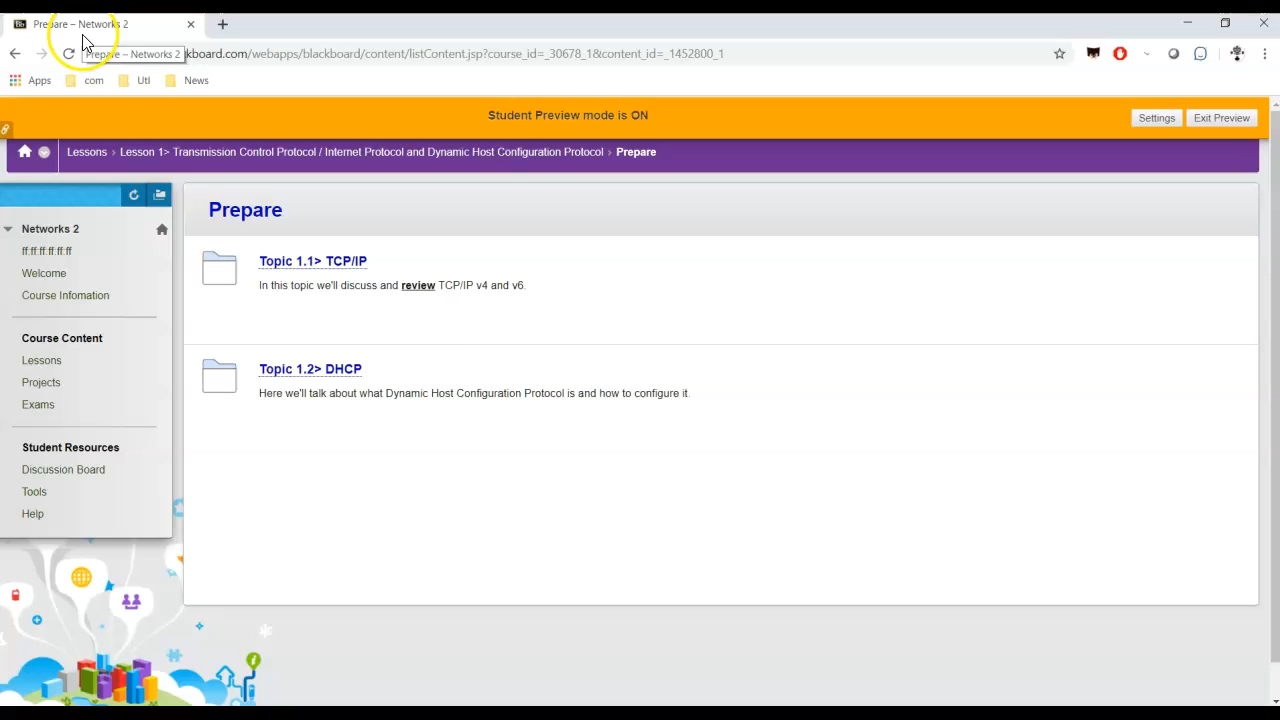 Bb Prepare – Networks 2
Prepare – Networks 2
kboard.com/webapps/blackboard/content/listContent.jsp?course_id=_30678_1&content_id=_1452800_1
Apps com Utl News
Student Preview mode is ON
Settings Exit Preview
Lessons › Lesson 1> Transmission Control Protocol / Internet Protocol and Dynamic Host Configuration Protocol › Prepare
Networks 2
ff:ff:ff:ff:ff:ff
Welcome
Course Infomation
Course Content
Lessons
Projects
Exams
Student Resources
Discussion Board
Tools
Help
Prepare
Topic 1.1> TCP/IP
In this topic we'll discuss and review TCP/IP v4 and v6.
Topic 1.2> DHCP
Here we'll talk about what Dynamic Host Configuration Protocol is and how to configure it.